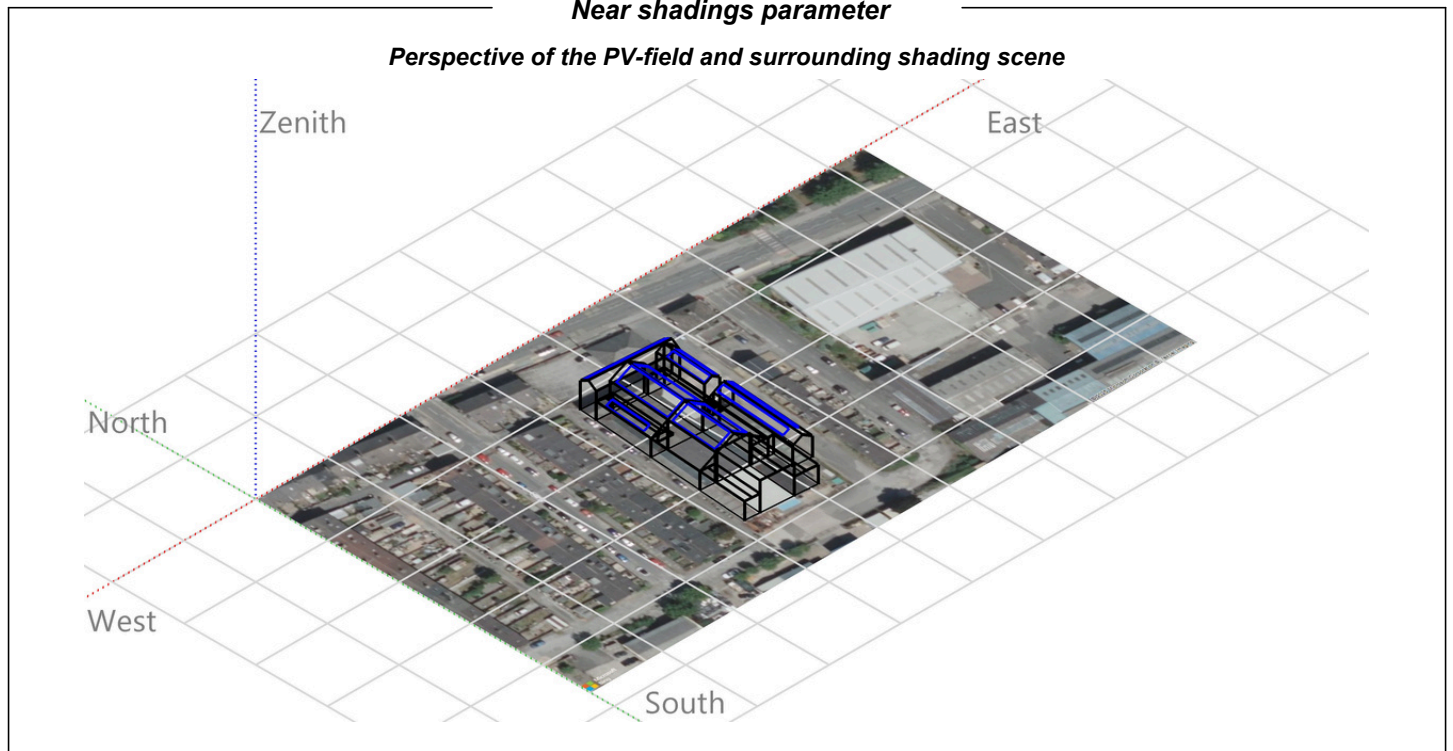 Near shadings parameter
Perspective of the PV-field and surrounding shading scene
Zenith
East
North
West
South